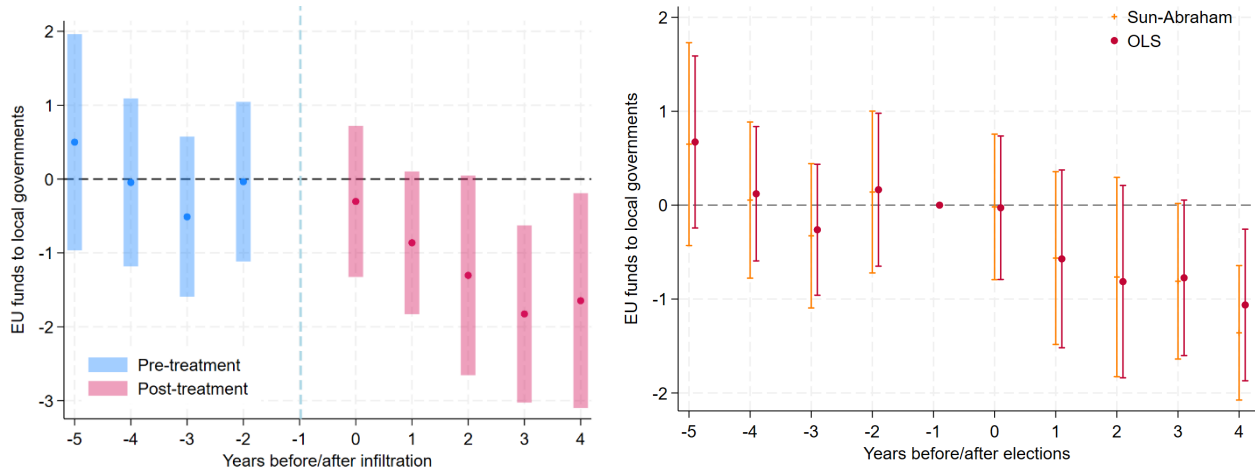 EU funds to local governments
2
1
0
-1
-2
-3
Pre-treatment
Post-treatment
-5 -4 -3 -2 -1 0 1 2 3 4
Years before/after infiltration
EU funds to local governments
2
1
0
-1
-2
Sun-Abraham
OLS
-5 -4 -3 -2 -1 0 1 2 3 4
Years before/after elections